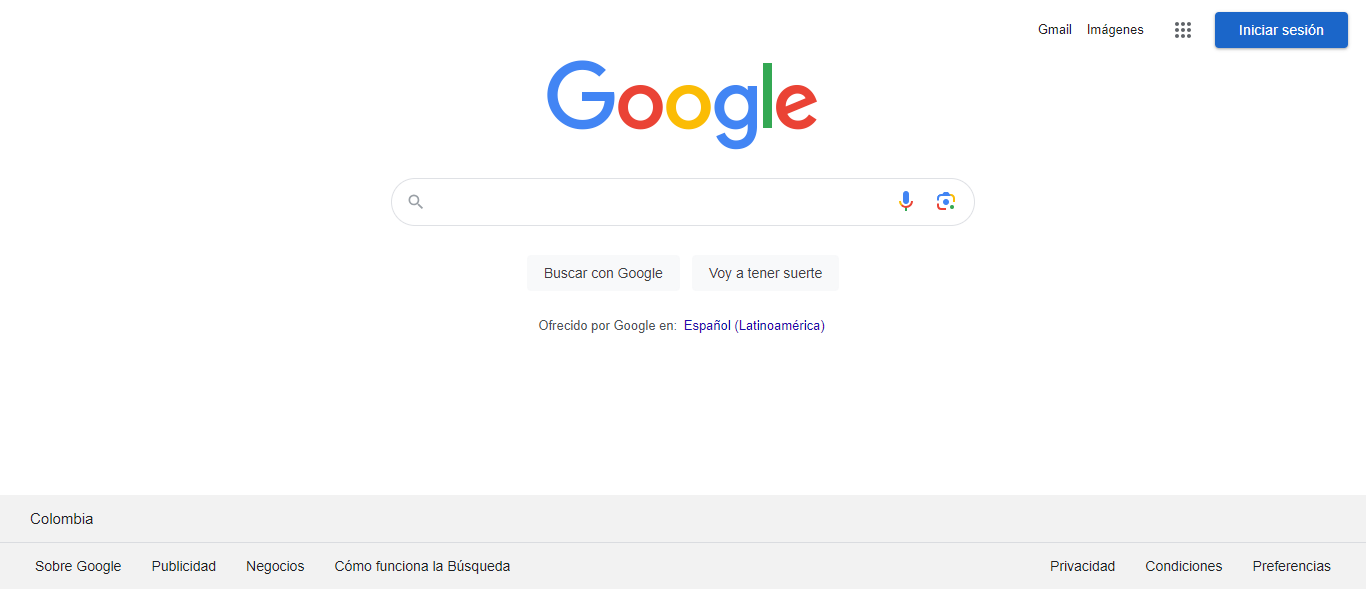 Gmail Imágenes Iniciar sesión
Google
Buscar con Google Voy a tener suerte
Ofrecido por Google en: Español (Latinoamérica)
Colombia
Sobre Google Publicidad Negocios Cómo funciona la Búsqueda Privacidad Condiciones Preferencias